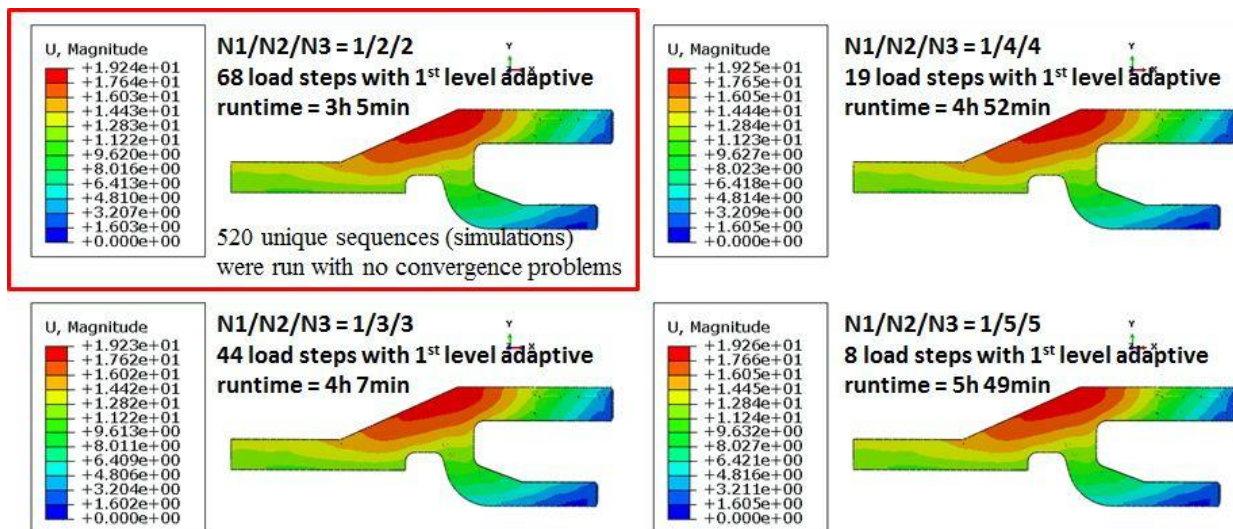 U, Magnitude
+1.924e+01
+1.764e+01
+1.603e+01
+1.443e+01
+1.283e+01
+1.122e+01
+9.620e+00
+8.016e+00
+6.413e+00
+4.810e+00
+3.207e+00
+1.603e+00
+0.000e+00
N1/N2/N3 = 1/2/2
68 load steps with 1st level adaptive
runtime = 3h 5min
Y
Z X
520 unique sequences (simulations)
were run with no convergence problems
U, Magnitude
+1.925e+01
+1.765e+01
+1.605e+01
+1.444e+01
+1.284e+01
+1.123e+01
+9.627e+00
+8.023e+00
+6.418e+00
+4.814e+00
+3.209e+00
+1.605e+00
+0.000e+00
N1/N2/N3 = 1/4/4
19 load steps with 1st level adaptive
runtime = 4h 52min
Y
Z X
U, Magnitude
+1.923e+01
+1.762e+01
+1.602e+01
+1.442e+01
+1.282e+01
+1.122e+01
+9.613e+00
+8.011e+00
+6.409e+00
+4.806e+00
+3.204e+00
+1.602e+00
+0.000e+00
N1/N2/N3 = 1/3/3
44 load steps with 1st level adaptive
runtime = 4h 7min
Y
Z X
U, Magnitude
+1.926e+01
+1.766e+01
+1.605e+01
+1.445e+01
+1.284e+01
+1.124e+01
+9.632e+00
+8.027e+00
+6.421e+00
+4.816e+00
+3.211e+00
+1.605e+00
+0.000e+00
N1/N2/N3 = 1/5/5
8 load steps with 1st level adaptive
runtime = 5h 49min
Y
Z X